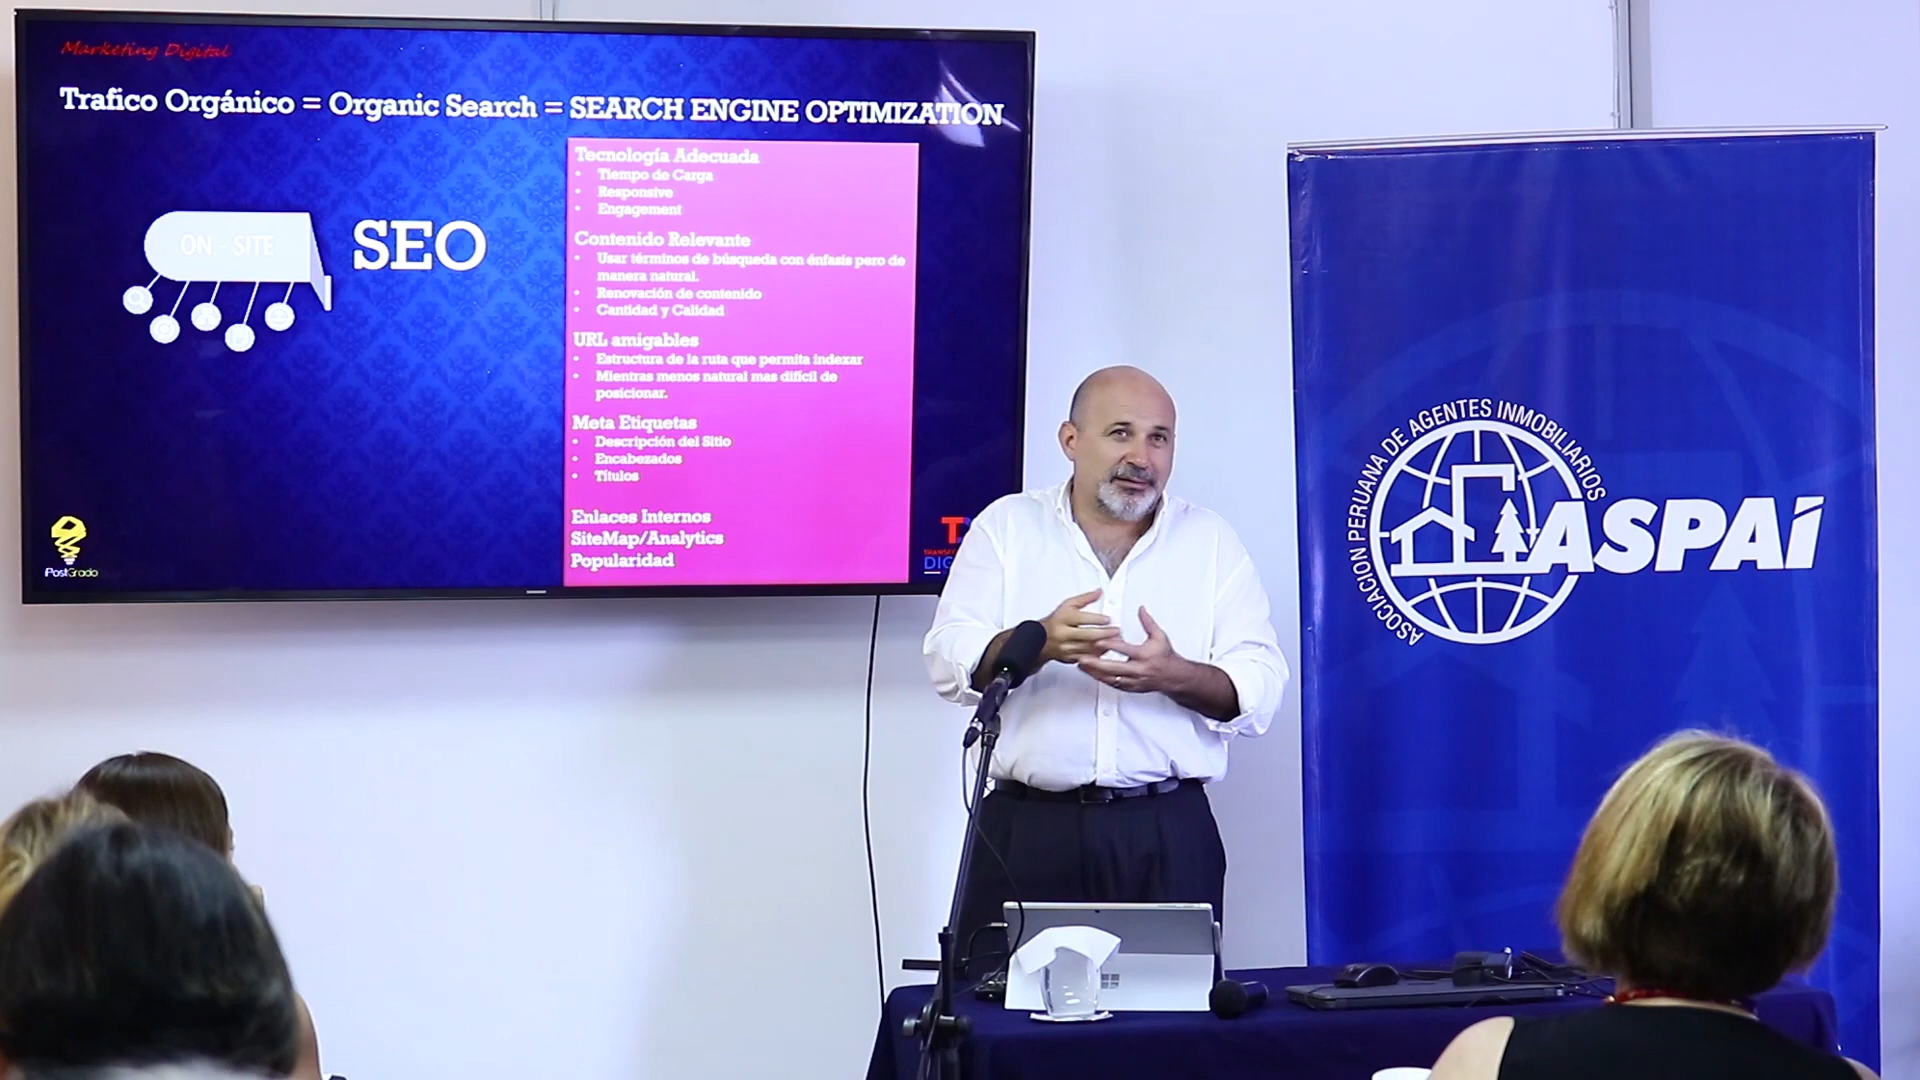 Marketing Digital
Trafico Orgánico = Organic Search = SEARCH ENGINE OPTIMIZATION
ON - SITE
SEO
Tecnología Adecuada
• Tiempo de Carga
• Responsive
• Engagement
Contenido Relevante
• Usar términos de búsqueda con énfasis pero de
manera natural.
• Renovación de contenido
• Cantidad y Calidad
URL amigables
• Estructura de la ruta que permita indexar
• Mientras menos natural mas difícil de
posicionar.
Meta Etiquetas
• Descripción del Sitio
• Encabezados
• Títulos
Enlaces Internos
SiteMap/Analytics
Popularidad
iPostGrado
ASOCIACION PERUANA DE AGENTES INMOBILIARIOS
ASPAÍ